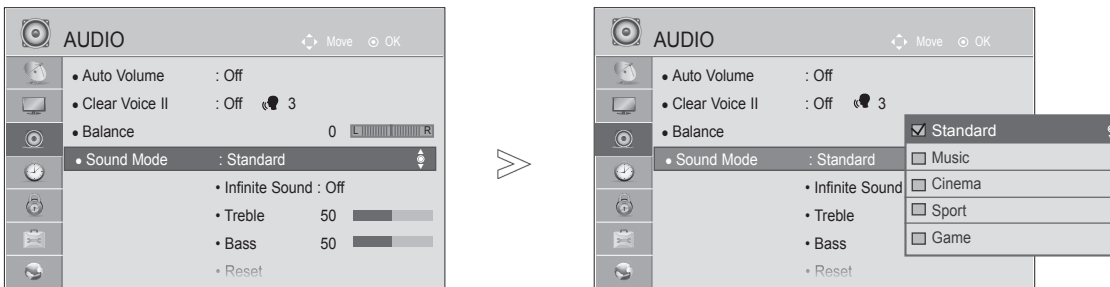 AUDIO
Move OK
• Auto Volume : Off
• Clear Voice II : Off 3
• Balance 0 L R
• Sound Mode : Standard
• Infinite Sound : Off
• Treble 50
• Bass 50
• Reset
AUDIO
Move OK
• Auto Volume : Off
• Clear Voice II : Off 3
• Balance
• Sound Mode : Standard
• Infinite Sound
• Treble
• Bass
• Reset
Standard
Music
Cinema
Sport
Game